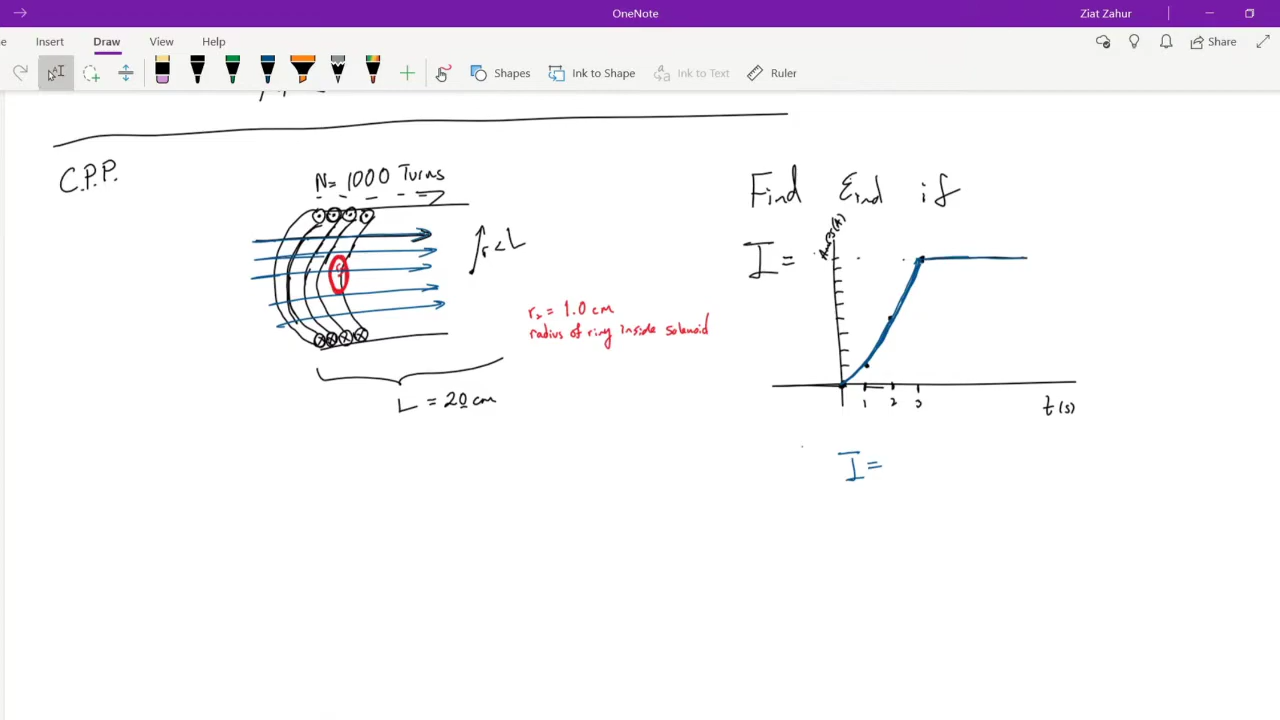 OneNote
Ziat Zahur
Insert Draw View Help
Share
Shapes
Ink to Shape
Ink to Text
Ruler
C.P.P.
N= 1000 Turns
r < L
r₂ = 1.0 cm
radius of ring inside solenoid
L = 20 cm
Find Eind if
I =
1 2 3
t (s)
I =